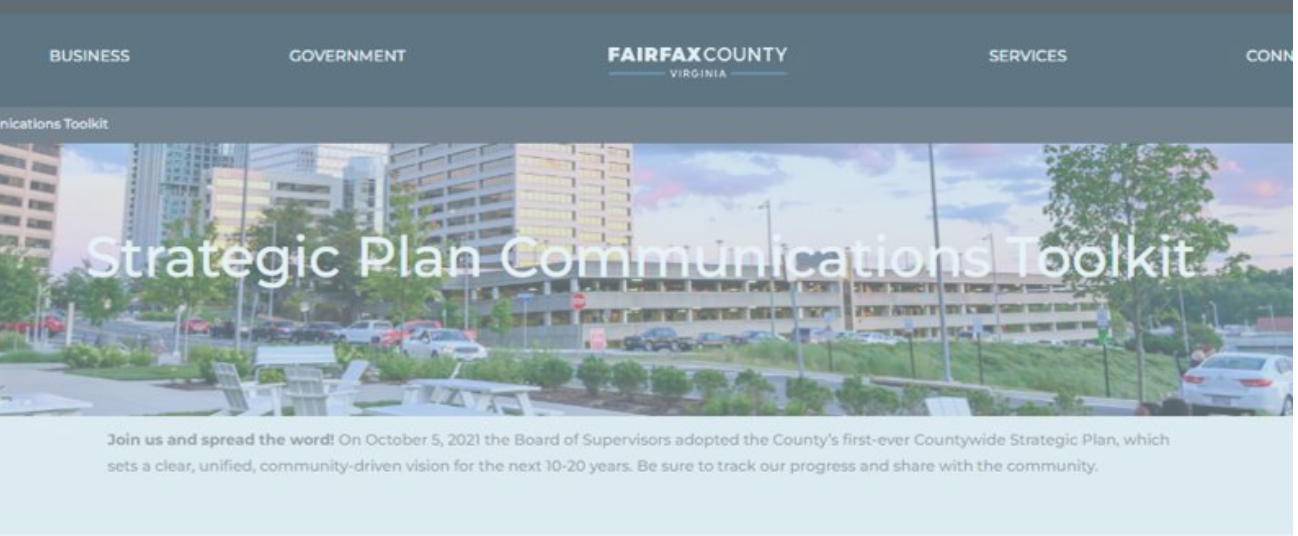 BUSINESS GOVERNMENT FAIRFAXCOUNTY SERVICES CONN
VIRGINIA
nications Toolkit
Strategic Plan Communications Toolkit
Join us and spread the word! On October 5, 2021 the Board of Supervisors adopted the County's first-ever Countywide Strategic Plan, which
sets a clear, unified, community-driven vision for the next 10-20 years. Be sure to track our progress and share with the community.